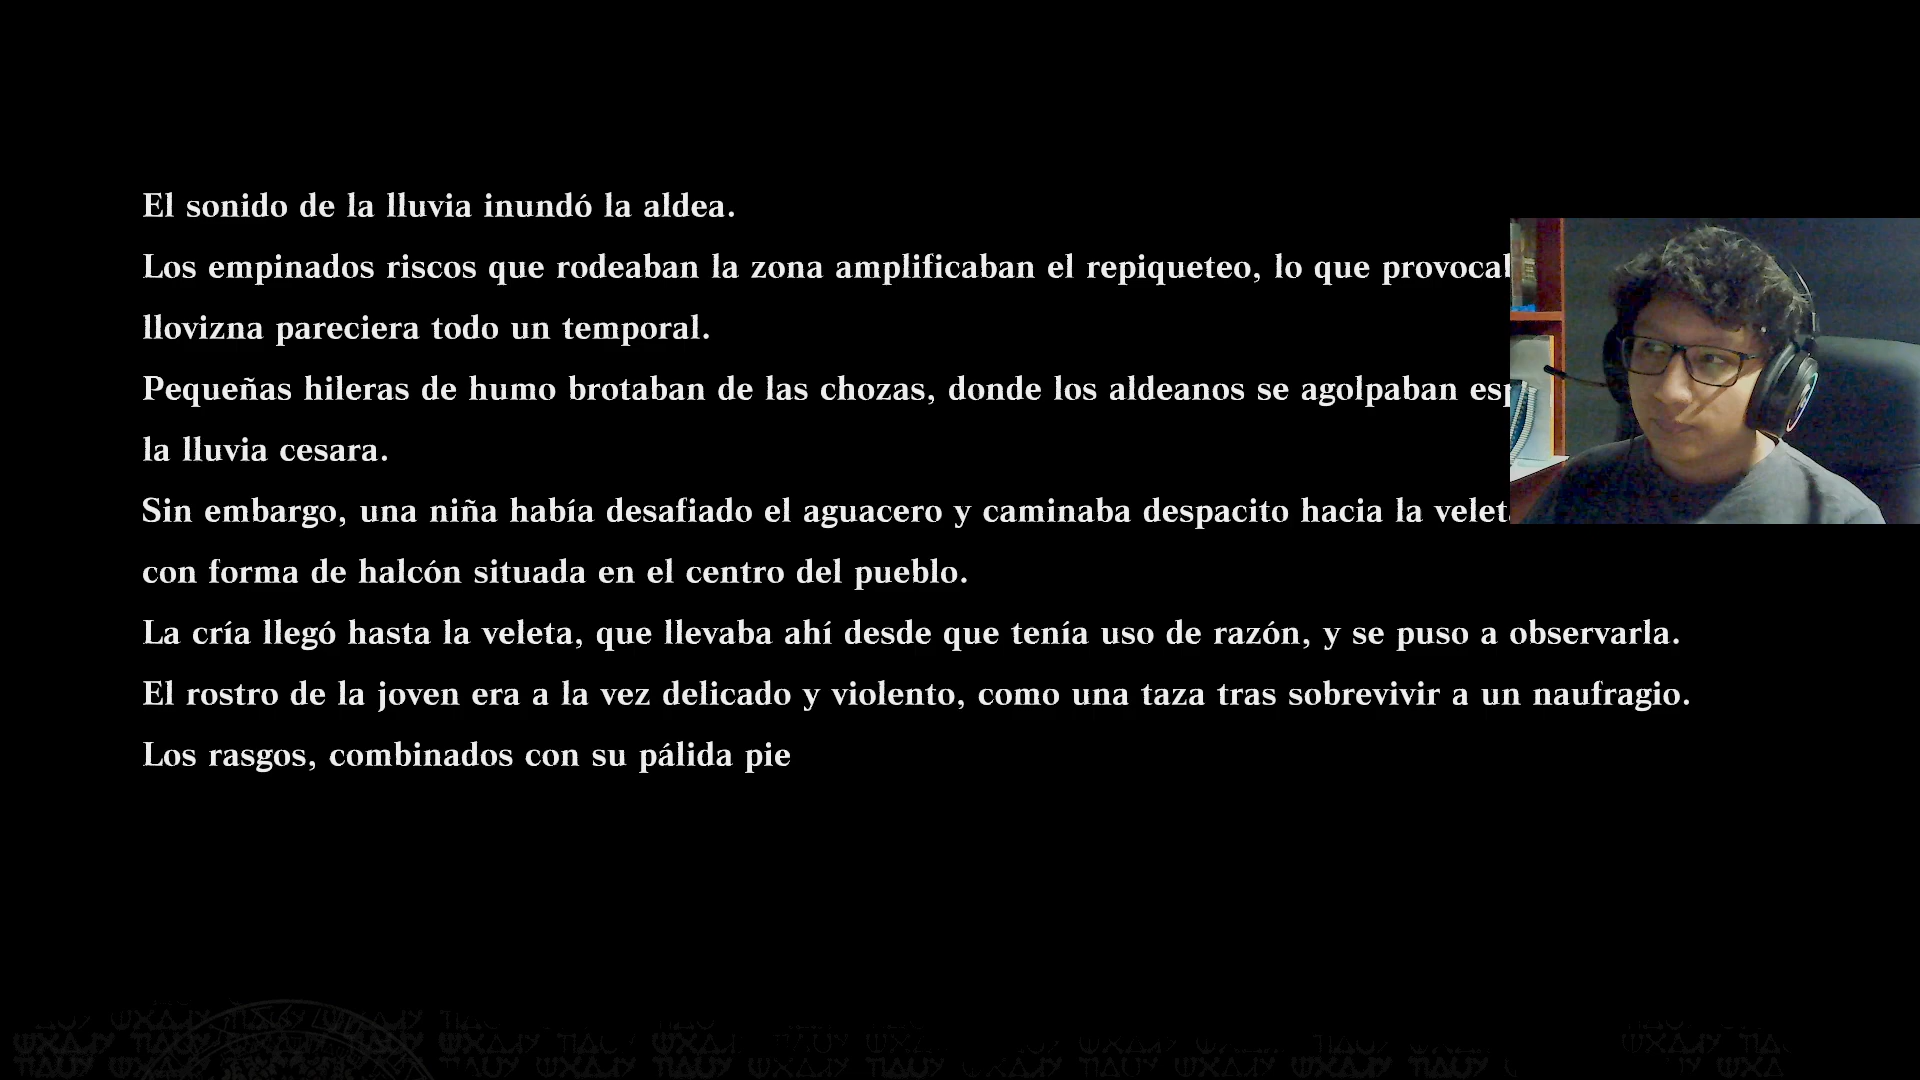 El sonido de la lluvia inundó la aldea.
Los empinados riscos que rodeaban la zona amplificaban el repiqueteo, lo que
llovizna pareciera todo un temporal.
Pequeñas hileras de humo brotaban de las chozas, donde los aldeanos se agolpaban
la lluvia cesara.
Sin embargo, una niña había desafiado el aguacero y caminaba despacito hacia la
con forma de halcón situada en el centro del pueblo.
La cría llegó hasta la veleta, que llevaba ahí desde que tenía uso de razón, y se puso a observarla.
El rostro de la joven era a la vez delicado y violento, como una taza tras sobrevivir a un naufragio.
Los rasgos, combinados con su pálida pie